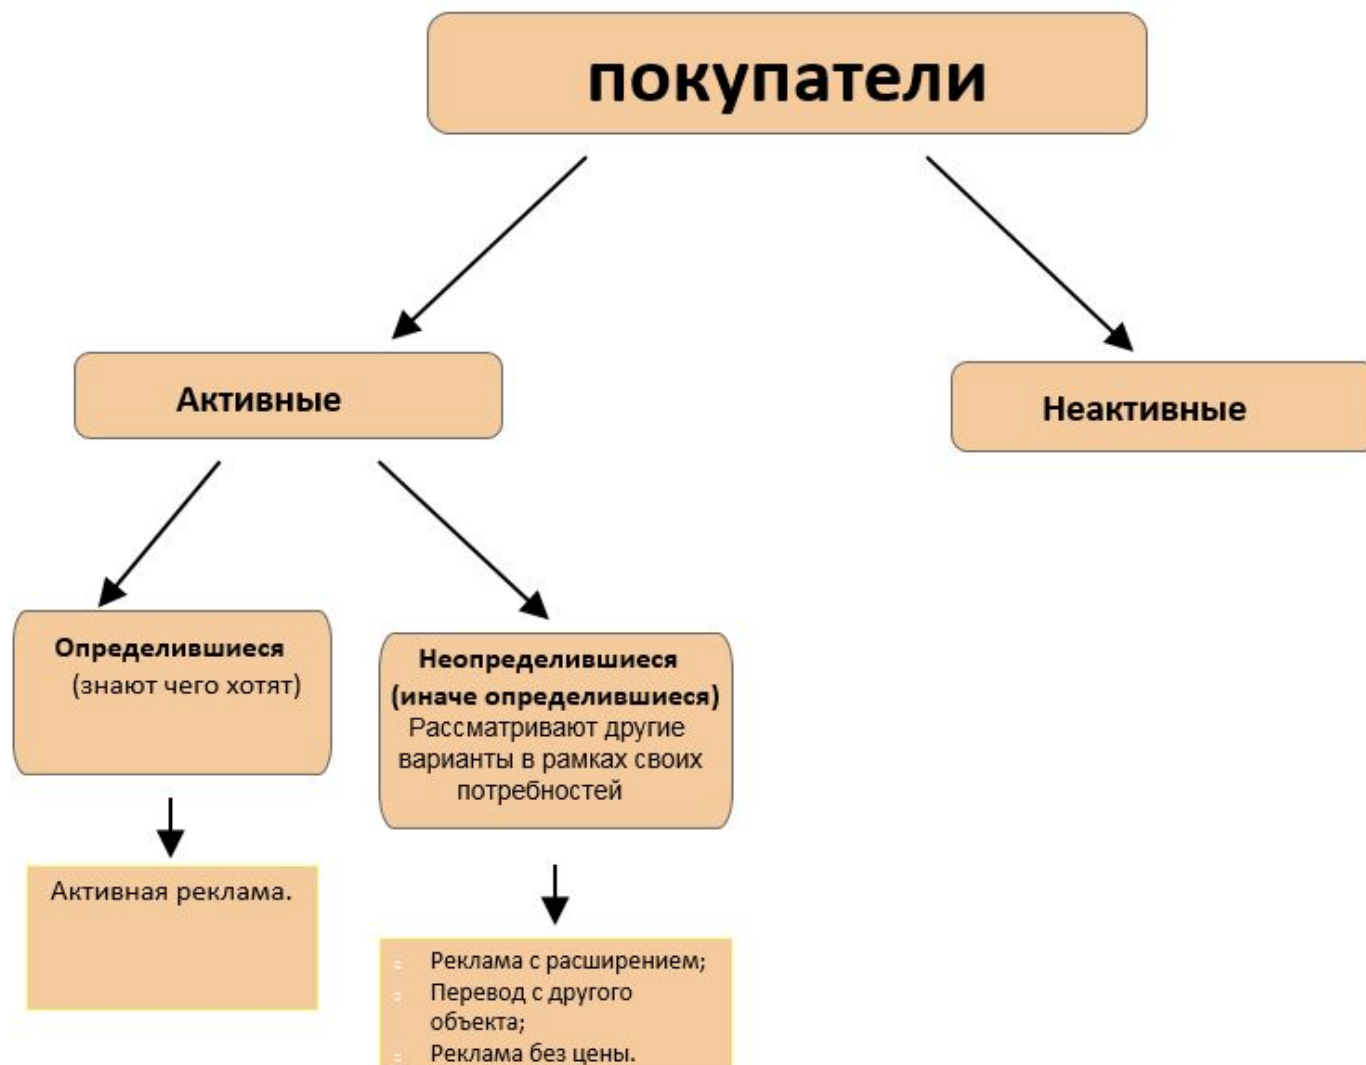 покупатели
Активные
Неактивные
Определившиеся
(знают чего хотят)
Неопределившиеся
(иначе определившиеся)
Рассматривают другие
варианты в рамках своих
потребностей
Активная реклама.
Реклама с расширением;
Перевод с другого
объекта;
Реклама без цены.